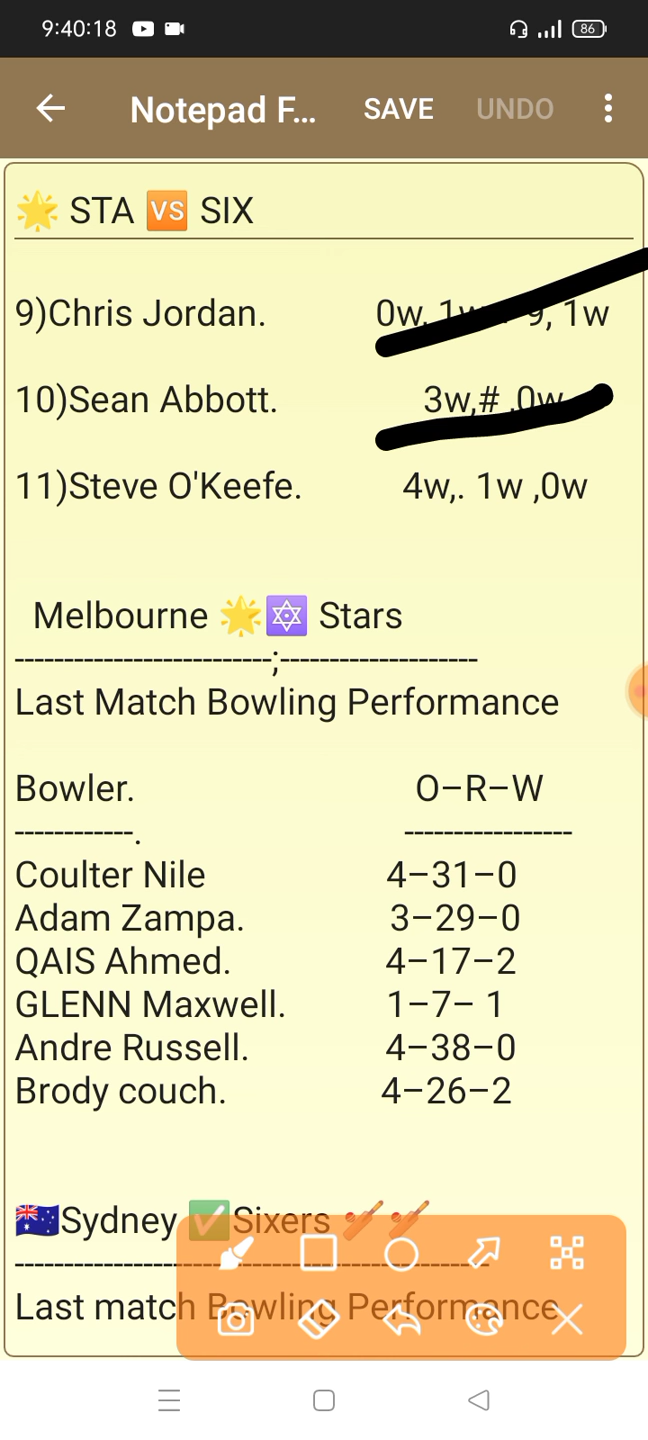 9:40:18 86
Notepad F... SAVE UNDO
🌟 STA 🆚 SIX
9)Chris Jordan. 0w, 1w 9, 1w
10)Sean Abbott. 3w,# ,0w
11)Steve O'Keefe. 4w,. 1w ,0w
Melbourne 🌟🔯 Stars
--------------------------;--------------------
Last Match Bowling Performance
Bowler. O–R–W
------------. -----------------
Coulter Nile 4–31–0
Adam Zampa. 3–29–0
QAIS Ahmed. 4–17–2
GLENN Maxwell. 1–7– 1
Andre Russell. 4–38–0
Brody couch. 4–26–2
🇦🇺Sydney ✅Sixers 🏏🏏
------------------------------------------------
Last match Bowling Performance